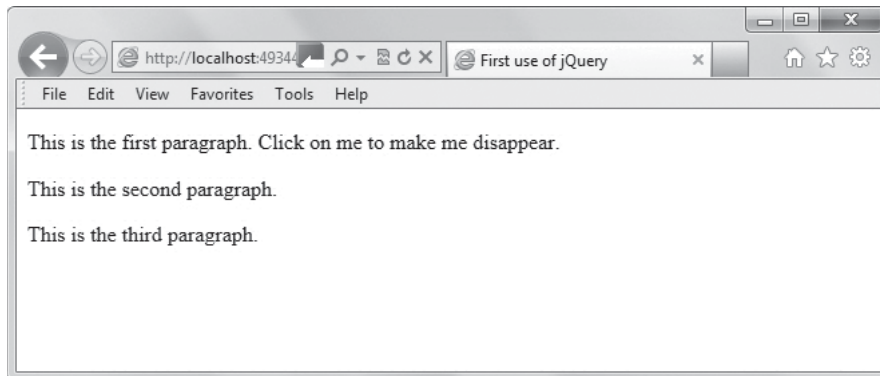 http://localhost:49344
First use of jQuery
File Edit View Favorites Tools Help
This is the first paragraph. Click on me to make me disappear.
This is the second paragraph.
This is the third paragraph.